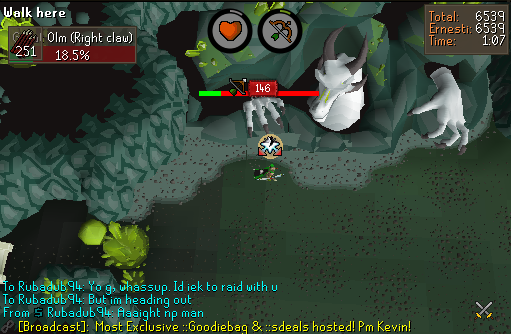 Walk here
251
Olm (Right claw)
18.5%
146
Total: 6539
Ernesti: 6539
Time: 1:07
To Rubadub94: Yo g, whassup. Id iek to raid with u
To Rubadub94: But im heading out
From S Rubadub94: Aaaight np man
[Broadcast]: Most Exclusive ::Goodiebag & ::sdeals hosted! Pm Kevin!